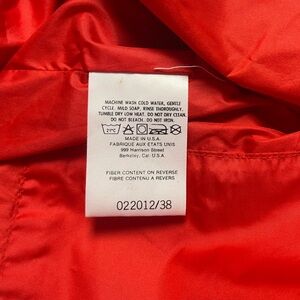 MACHINE WASH COLD WATER, GENTLE
CYCLE. MILD SOAP, RINSE THOROUGHLY.
TUMBLE DRY LOW HEAT. DO NOT DRY CLEAN.
DO NOT BLEACH. DO NOT IRON.
MADE IN U.S.A.
FABRIQUE AUX ETATS UNIS
999 Harrison Street
Berkeley, Cal. U.S.A.
FIBER CONTENT ON REVERSE
FIBRE CONTENU A REVERS
022012/38